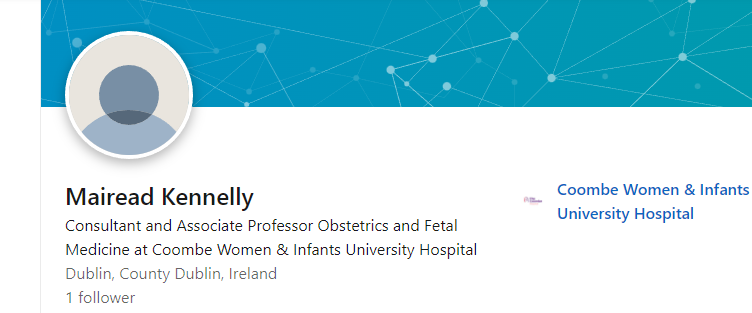 Mairead Kennelly
Consultant and Associate Professor Obstetrics and Fetal
Medicine at Coombe Women & Infants University Hospital
Dublin, County Dublin, Ireland
1 follower
Coombe Women & Infants
University Hospital